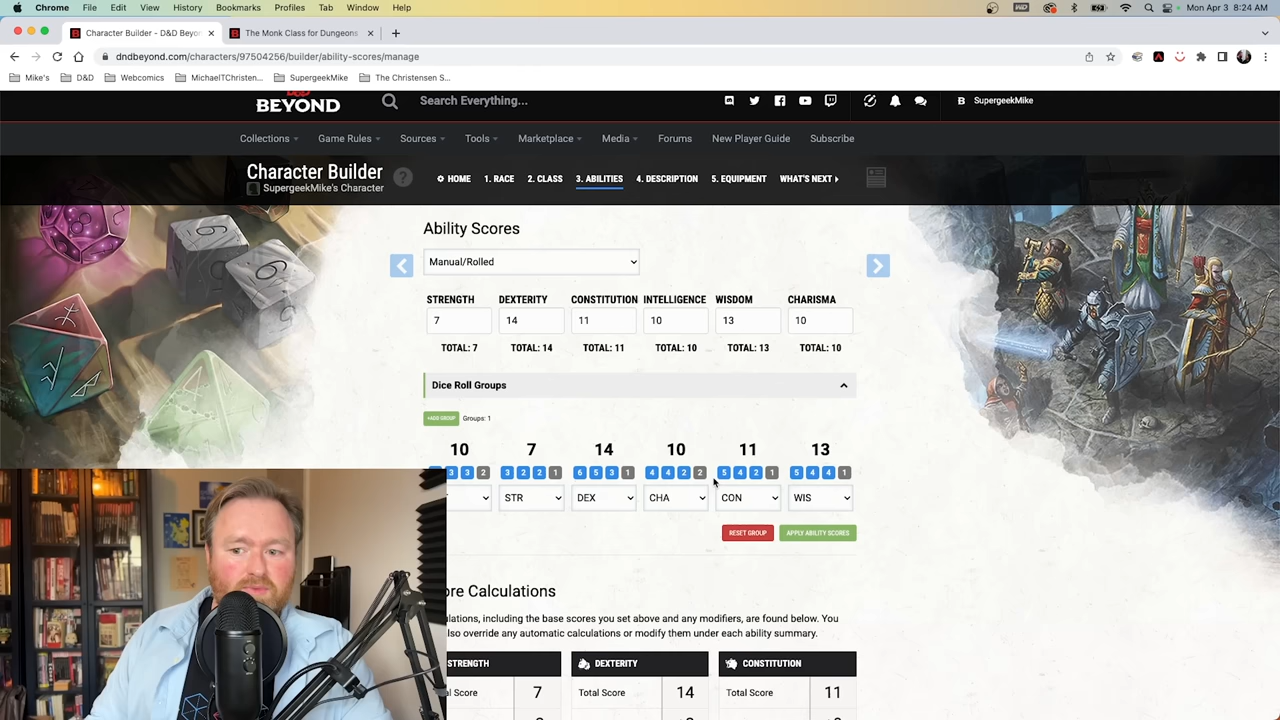 Chrome File Edit View History Bookmarks Profiles Tab Window Help Mon Apr 3 8:24 AM
Character Builder - D&D Beyon × The Monk Class for Dungeons × +
dndbeyond.com/characters/97504256/builder/ability-scores/manage
Mike's D&D Webcomics MichaelTChristen... SupergeekMike The Christensen S...
D&D
BEYOND Search Everything... B SupergeekMike
Collections Game Rules Sources Tools Marketplace Media Forums New Player Guide Subscribe
Character Builder ? HOME 1. RACE 2. CLASS 3. ABILITIES 4. DESCRIPTION 5. EQUIPMENT WHAT'S NEXT
SupergeekMike's Character
Ability Scores
Manual/Rolled
STRENGTH DEXTERITY CONSTITUTION INTELLIGENCE WISDOM CHARISMA
7 14 11 10 13 10
TOTAL: 7 TOTAL: 14 TOTAL: 11 TOTAL: 10 TOTAL: 13 TOTAL: 10
Dice Roll Groups
+ADD GROUP Groups: 1
10 7 14 10 11 13
3 3 2 3 2 2 1 6 5 3 1 4 4 2 2 5 4 2 1 5 4 4 1
STR DEX CHA CON WIS
RESET GROUP APPLY ABILITY SCORES
ore Calculations
ulations, including the base scores you set above and any modifiers, are found below. You
also override any automatic calculations or modify them under each ability summary.
STRENGTH DEXTERITY CONSTITUTION
al Score 7 Total Score 14 Total Score 11